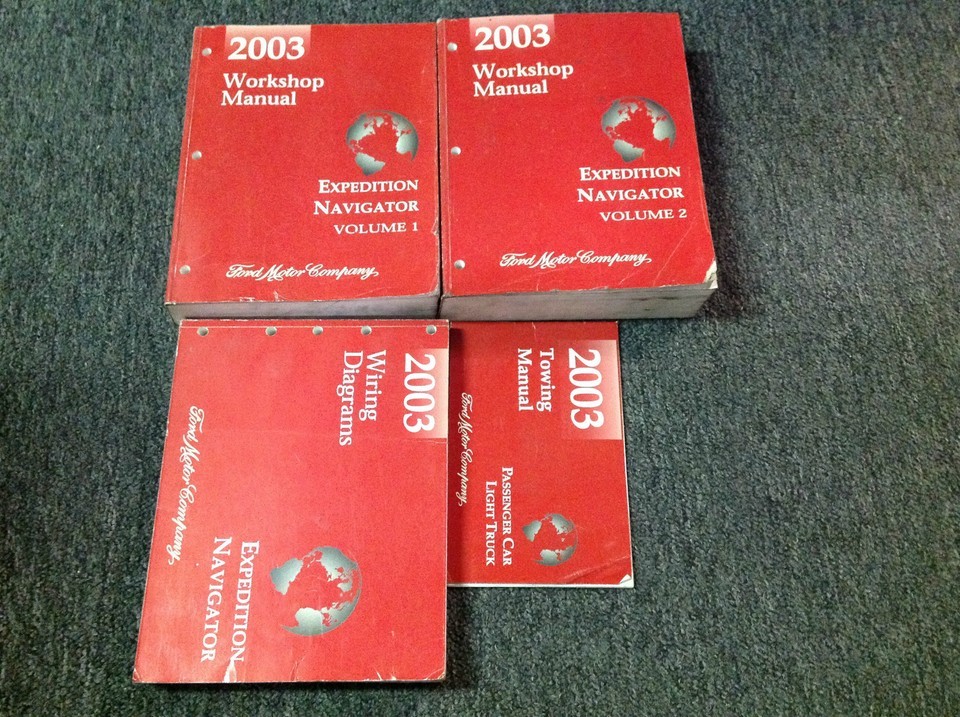 2003
Workshop
Manual
EXPEDITION
NAVIGATOR
VOLUME 1
Ford Motor Company,
2003
Workshop
Manual
EXPEDITION
NAVIGATOR
VOLUME 2
Ford Motor Company,
2003
Wiring
Diagrams
EXPEDITION
NAVIGATOR
Ford Motor Company,
2003
Towing
Manual
PASSENGER CAR
LIGHT TRUCK
Ford Motor Company,